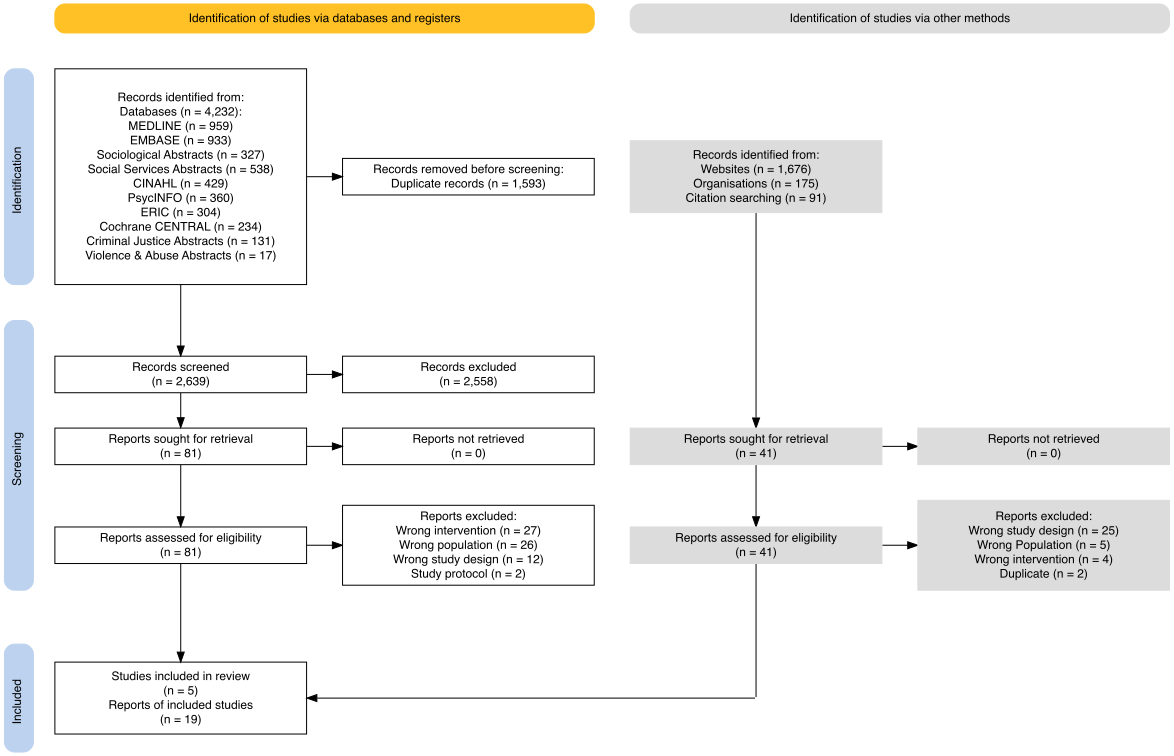 Identification of studies via databases and registers
Identification of studies via other methods
Identification
Records identified from:
Databases (n = 4,232):
MEDLINE (n = 959)
EMBASE (n = 933)
Sociological Abstracts (n = 327)
Social Services Abstracts (n = 538)
CINAHL (n = 429)
PsycINFO (n = 360)
ERIC (n = 304)
Cochrane CENTRAL (n = 234)
Criminal Justice Abstracts (n = 131)
Violence & Abuse Abstracts (n = 17)
Records removed before screening:
Duplicate records (n = 1,593)
Records identified from:
Websites (n = 1,676)
Organisations (n = 175)
Citation searching (n = 91)
Screening
Records screened
(n = 2,639)
Records excluded
(n = 2,558)
Reports sought for retrieval
(n = 81)
Reports not retrieved
(n = 0)
Reports sought for retrieval
(n = 41)
Reports not retrieved
(n = 0)
Reports assessed for eligibility
(n = 81)
Reports excluded:
Wrong intervention (n = 27)
Wrong population (n = 26)
Wrong study design (n = 12)
Study protocol (n = 2)
Reports assessed for eligibility
(n = 41)
Reports excluded:
Wrong study design (n = 25)
Wrong Population (n = 5)
Wrong intervention (n = 4)
Duplicate (n = 2)
Included
Studies included in review
(n = 5)
Reports of included studies
(n = 19)